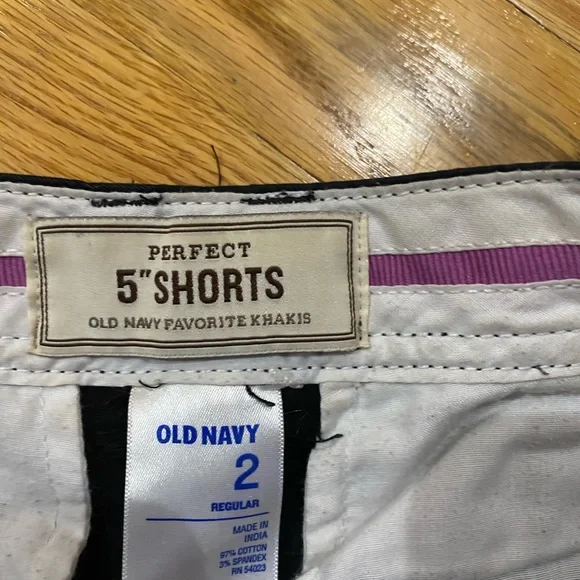 PERFECT
5" SHORTS
OLD NAVY FAVORITE KHAKIS
OLD NAVY
2
REGULAR
MADE IN
INDIA
97% COTTON
3% SPANDEX
RN 54023